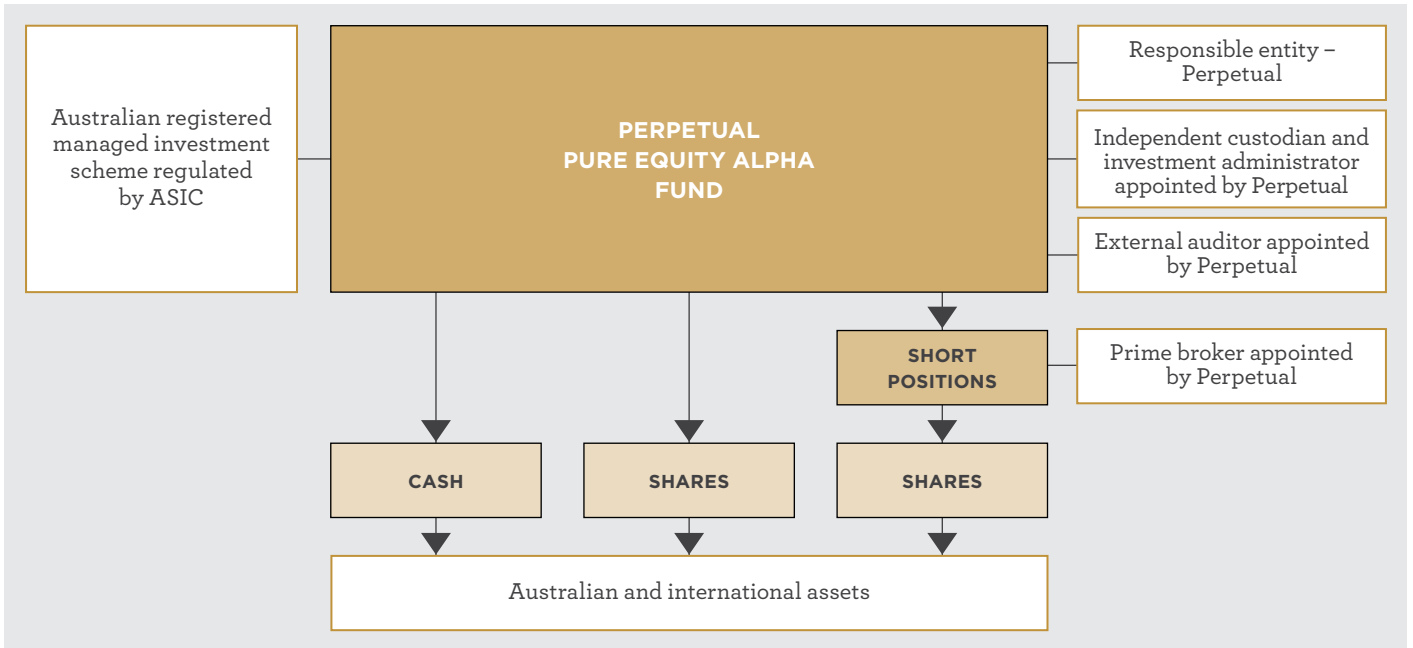 Australian registered
managed investment
scheme regulated
by ASIC
PERPETUAL
PURE EQUITY ALPHA
FUND
Responsible entity –
Perpetual
Independent custodian and
investment administrator
appointed by Perpetual
External auditor appointed
by Perpetual
SHORT
POSITIONS
Prime broker appointed
by Perpetual
CASH
SHARES
SHARES
Australian and international assets